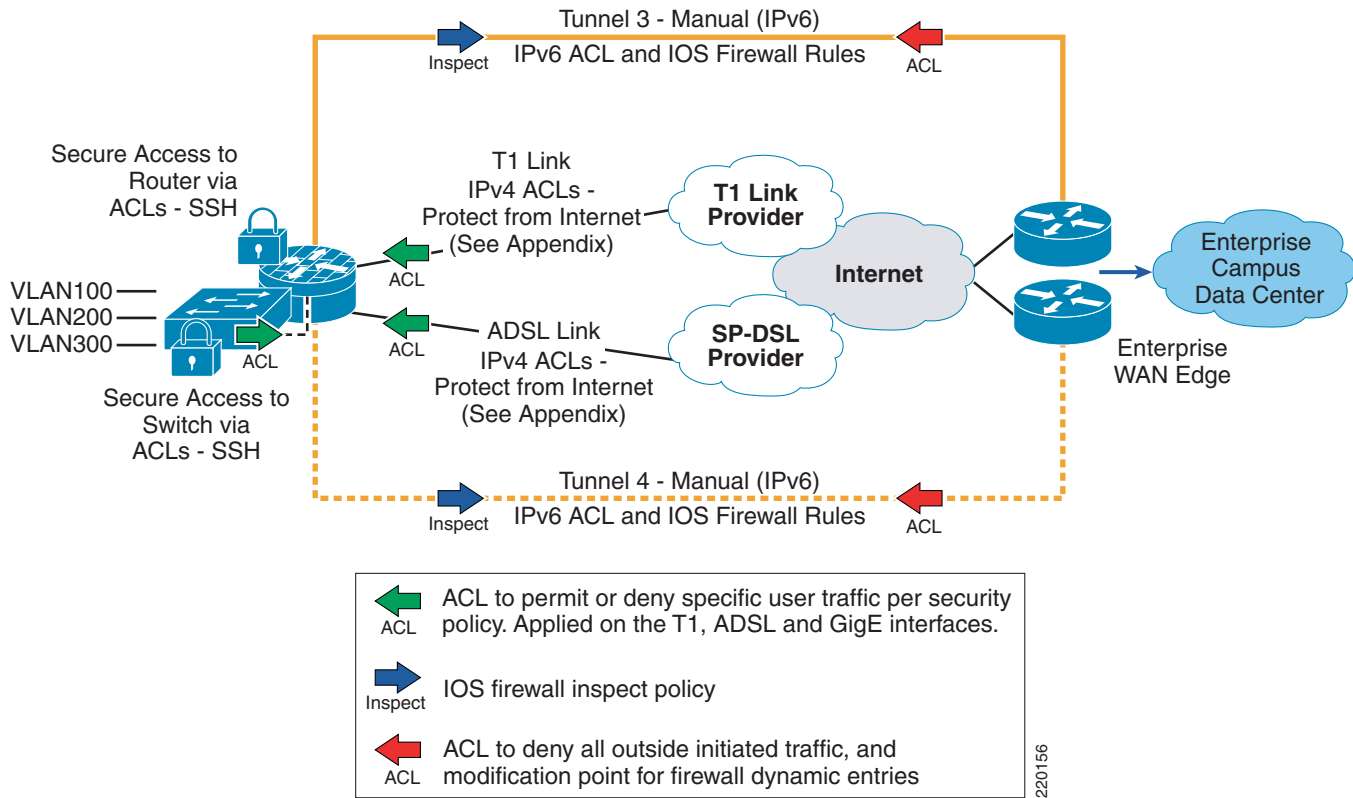 Tunnel 3 - Manual (IPv6)
Inspect
IPv6 ACL and IOS Firewall Rules
ACL
Secure Access to
Router via
ACLs - SSH
T1 Link
IPv4 ACLs -
Protect from Internet
(See Appendix)
ACL
T1 Link
Provider
Internet
Enterprise
Campus
Data Center
VLAN100
VLAN200
VLAN300
ACL
ACL
ADSL Link
IPv4 ACLs -
Protect from Internet
(See Appendix)
SP-DSL
Provider
Enterprise
WAN Edge
Secure Access to
Switch via
ACLs - SSH
Tunnel 4 - Manual (IPv6)
Inspect
IPv6 ACL and IOS Firewall Rules
ACL
ACL
ACL to permit or deny specific user traffic per security
policy. Applied on the T1, ADSL and GigE interfaces.
Inspect
IOS firewall inspect policy
ACL
ACL to deny all outside initiated traffic, and
modification point for firewall dynamic entries
220156